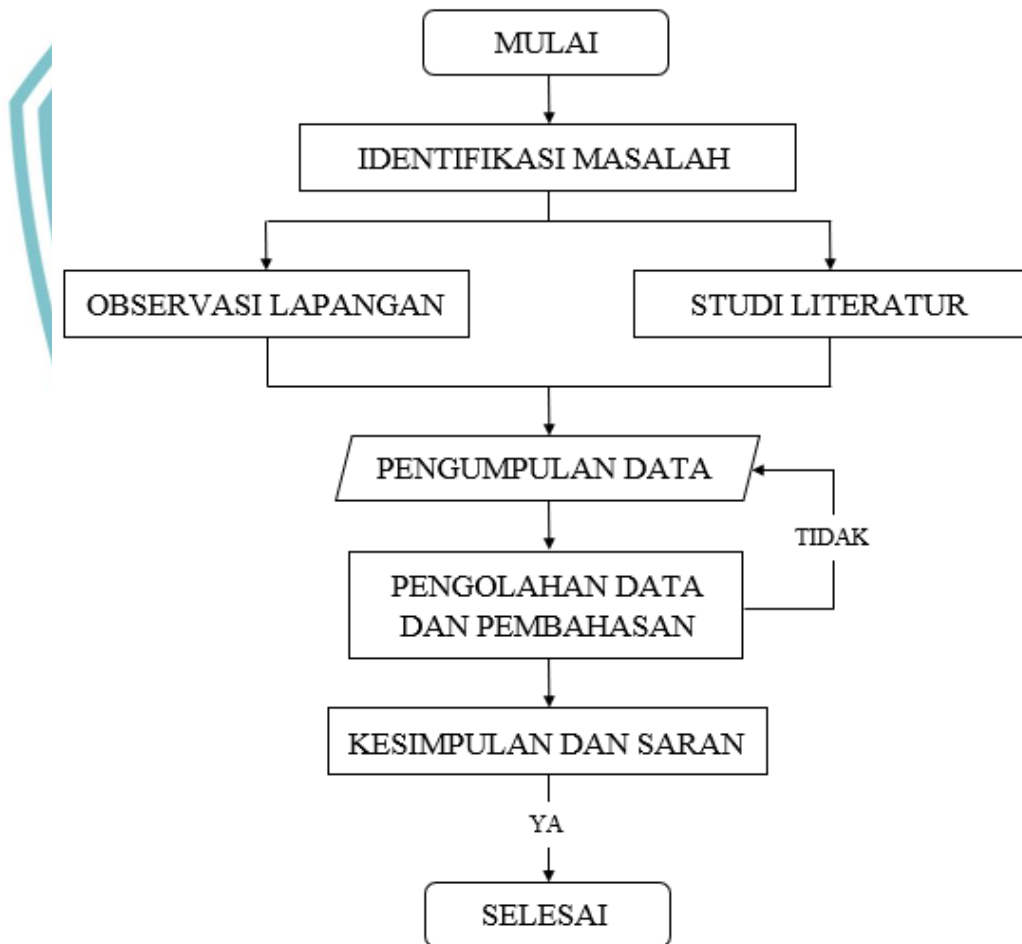 MULAI
IDENTIFIKASI MASALAH
OBSERVASI LAPANGAN
STUDI LITERATUR
PENGUMPULAN DATA
TIDAK
PENGOLAHAN DATA
DAN PEMBAHASAN
KESIMPULAN DAN SARAN
YA
SELESAI